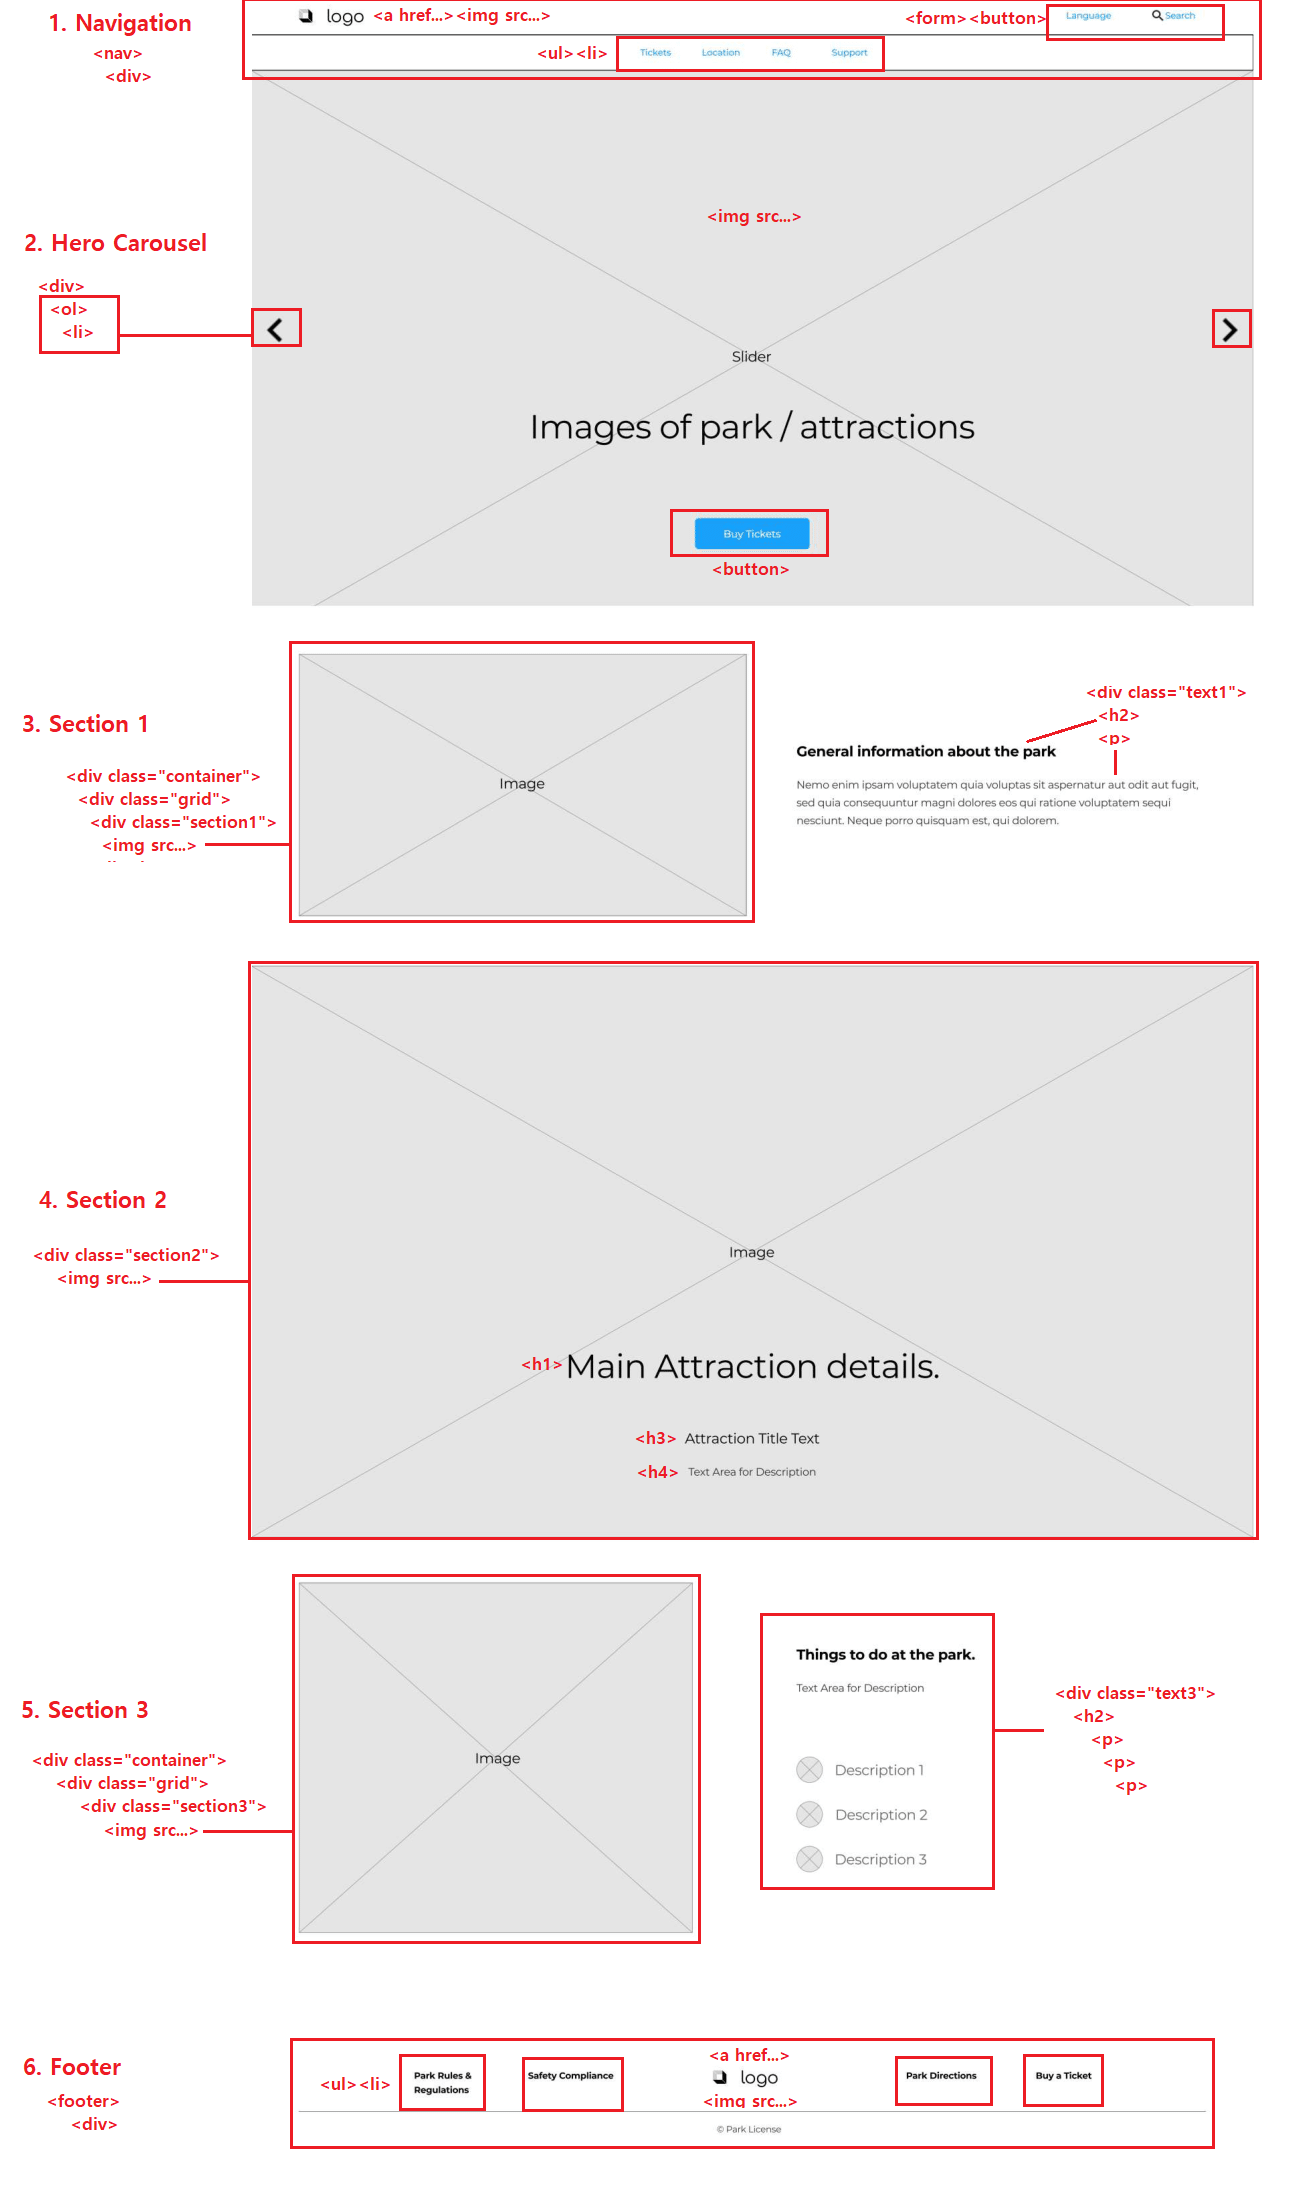 1. Navigation
<nav>
<div>
logo <a href...><img src...>
<form><button> Language Search
<ul><li> Tickets Location FAQ Support
<img src...>
2. Hero Carousel
<div>
<ol>
<li>
Slider
Images of park / attractions
Buy Tickets
<button>
3. Section 1
<div class="container">
<div class="grid">
<div class="section1">
<img src...>
Image
<div class="text1">
<h2>
<p>
General information about the park
Nemo enim ipsam voluptatem quia voluptas sit aspernatur aut odit aut fugit,
sed quia consequuntur magni dolores eos qui ratione voluptatem sequi
nesciunt. Neque porro quisquam est, qui dolorem.
4. Section 2
<div class="section2">
<img src...>
Image
<h1> Main Attraction details.
<h3> Attraction Title Text
<h4> Text Area for Description
5. Section 3
<div class="container">
<div class="grid">
<div class="section3">
<img src...>
Image
Things to do at the park.
Text Area for Description
Description 1
Description 2
Description 3
<div class="text3">
<h2>
<p>
<p>
<p>
6. Footer
<footer>
<div>
<ul><li>
Park Rules &
Regulations
Safety Compliance
<a href...>
logo
<img src...>
Park Directions
Buy a Ticket
© Park License